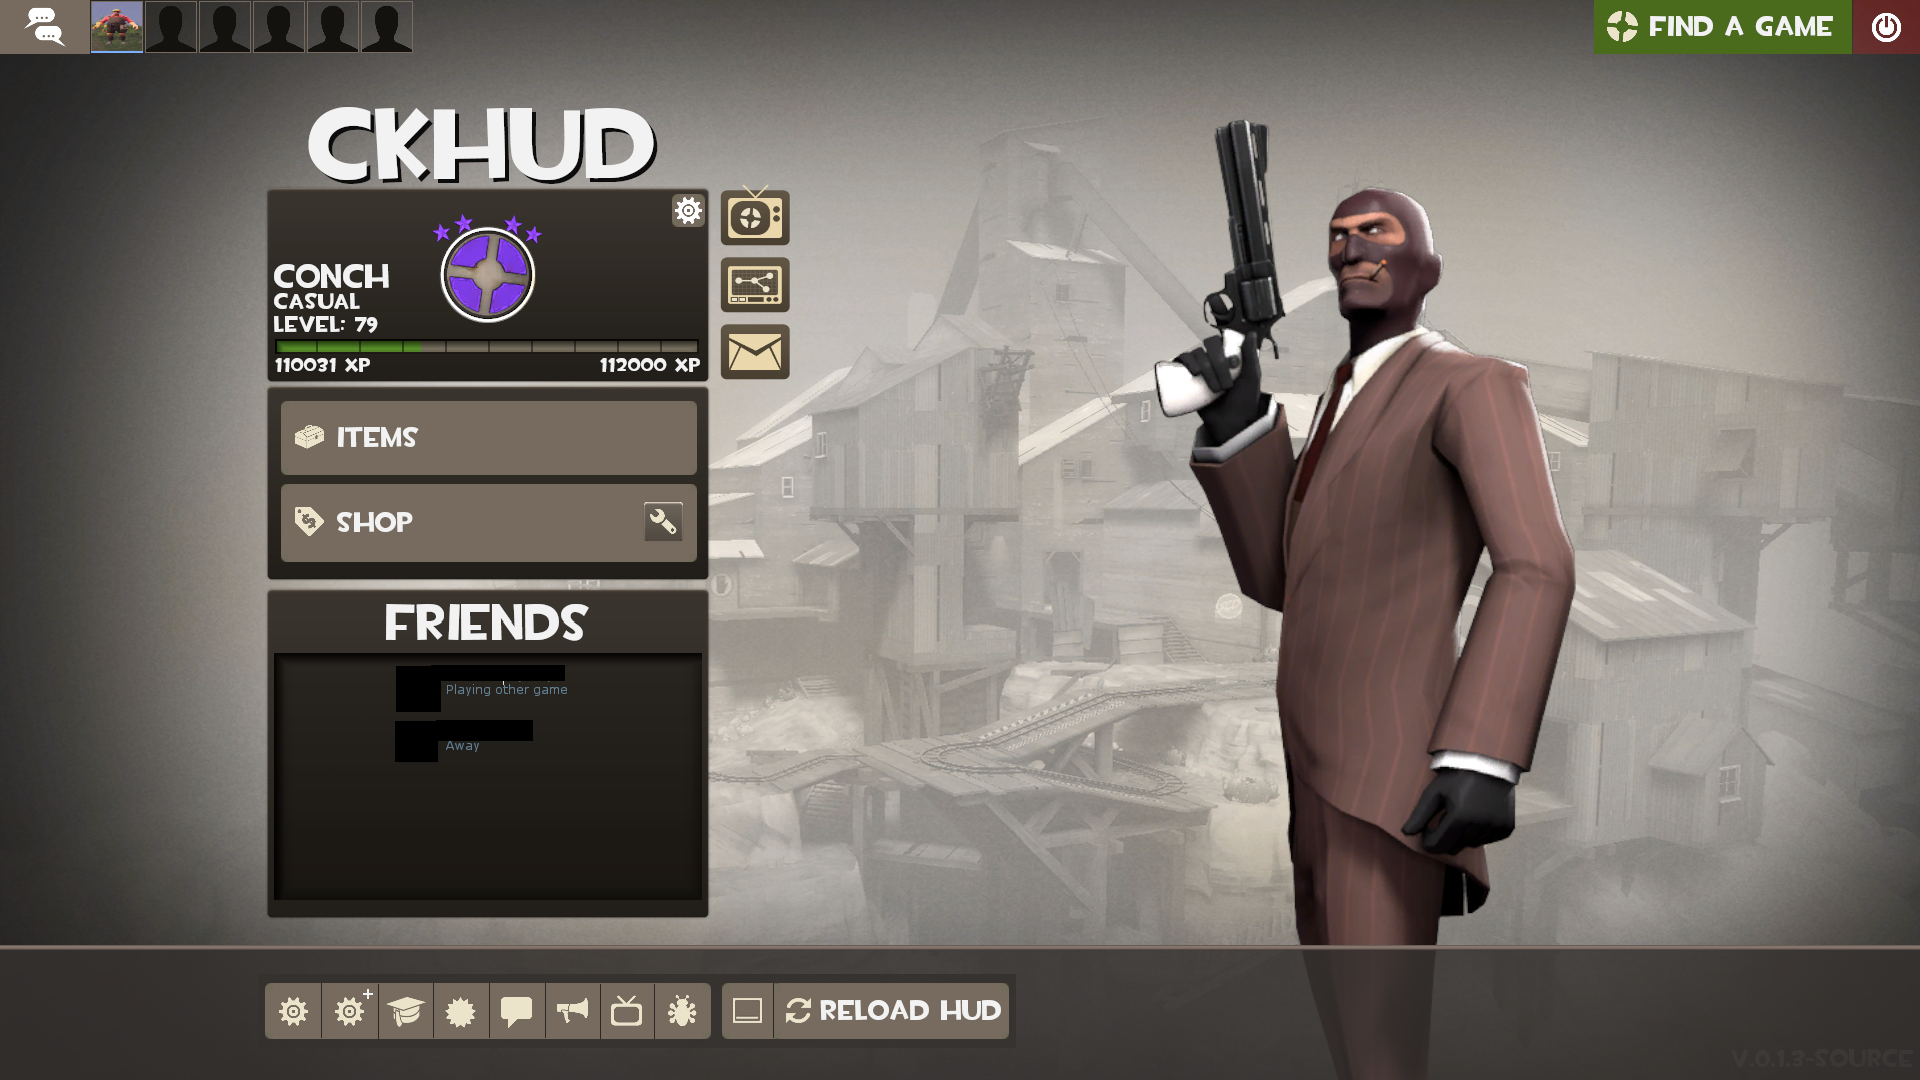 FIND A GAME
CKHUD
CONCH
CASUAL
LEVEL: 79
110031 XP
112000 XP
ITEMS
SHOP
FRIENDS
Playing other game
Away
RELOAD HUD
V.0.1.3-SOURCE